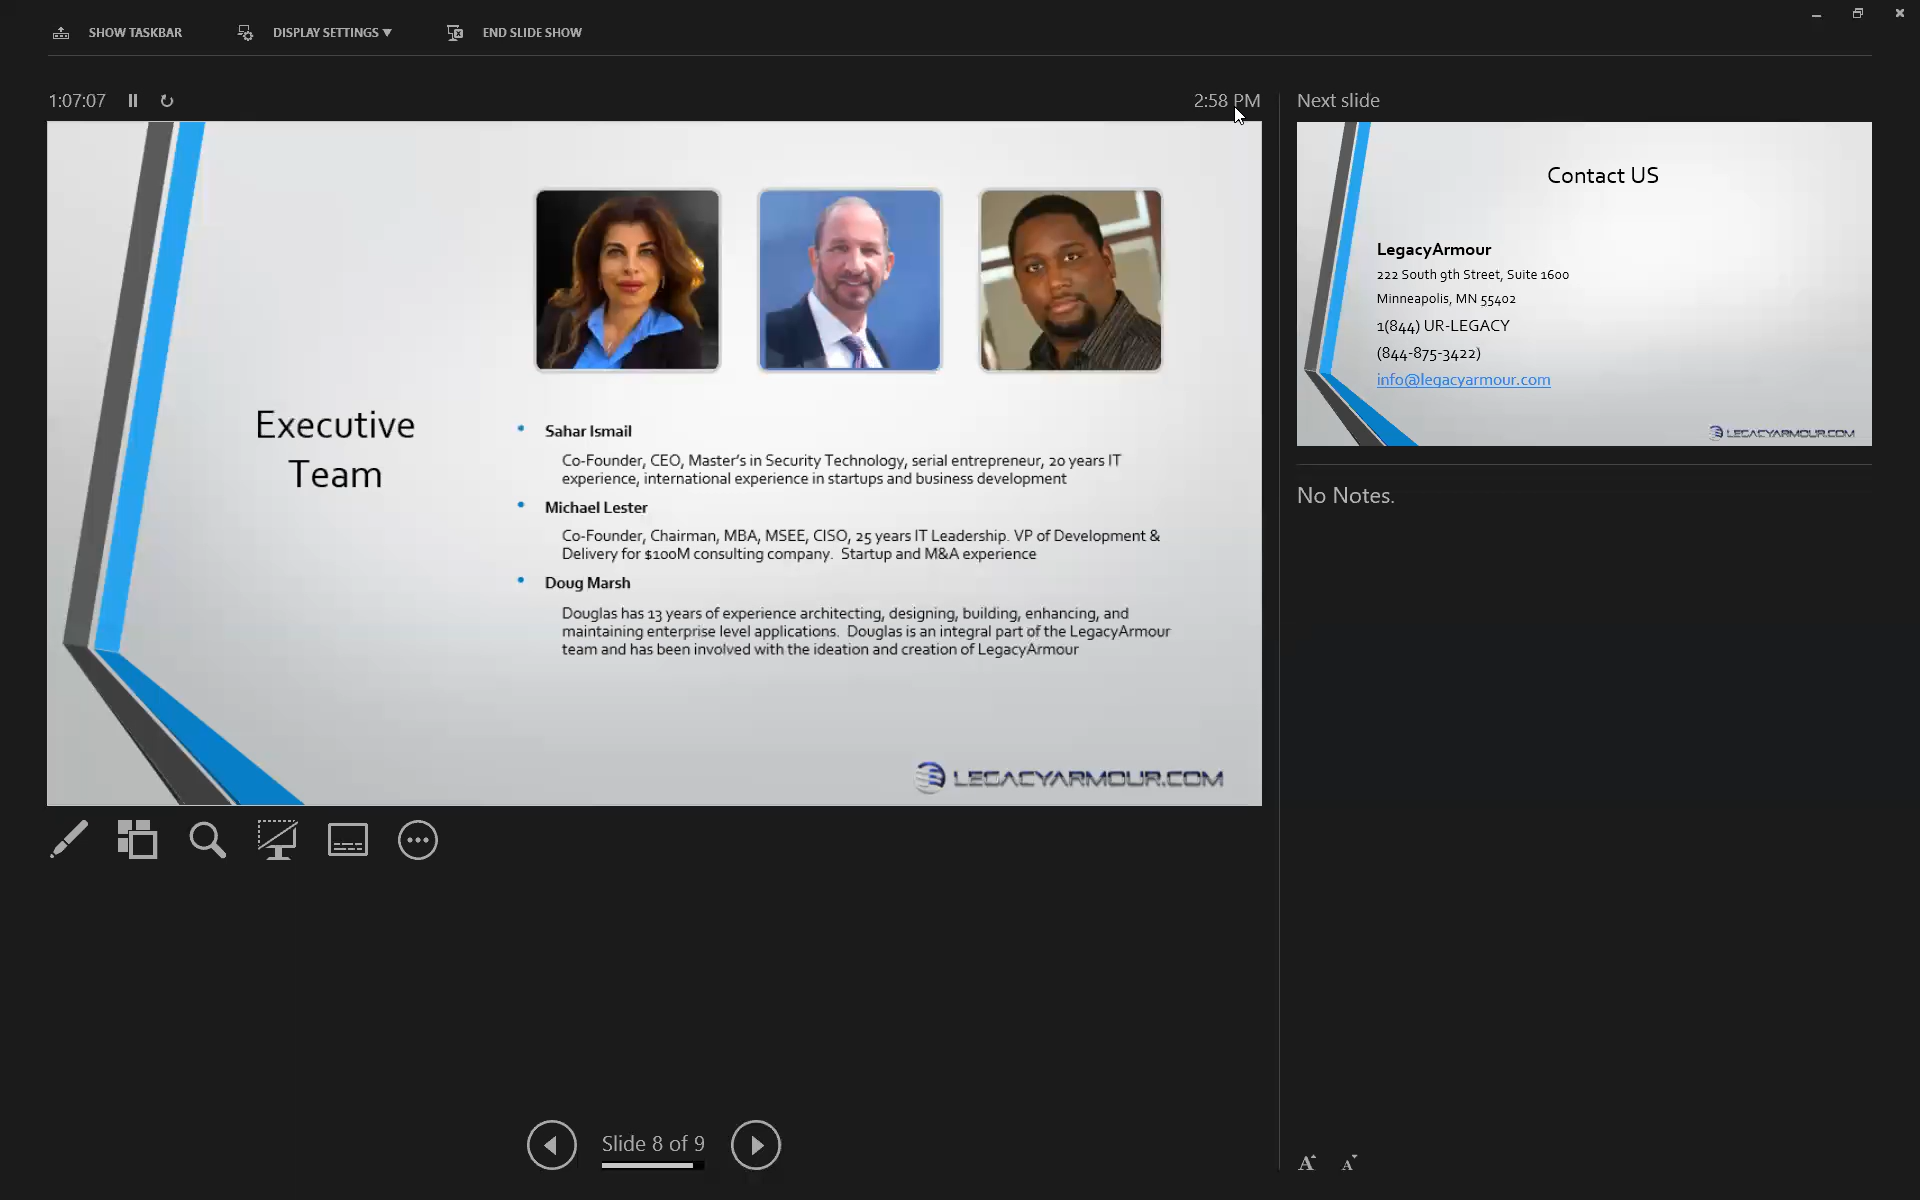 SHOW TASKBAR
DISPLAY SETTINGS ▼
END SLIDE SHOW
1:07:07
2:58 PM
Next slide
Executive
Team
• Sahar Ismail
Co-Founder, CEO, Master's in Security Technology, serial entrepreneur, 20 years IT
experience, international experience in startups and business development
• Michael Lester
Co-Founder, Chairman, MBA, MSEE, CISO, 25 years IT Leadership. VP of Development &
Delivery for $100M consulting company. Startup and M&A experience
• Doug Marsh
Douglas has 13 years of experience architecting, designing, building, enhancing, and
maintaining enterprise level applications. Douglas is an integral part of the LegacyArmour
team and has been involved with the ideation and creation of LegacyArmour
LEGACYARMOUR.COM
Contact US
LegacyArmour
222 South 9th Street, Suite 1600
Minneapolis, MN 55402
1(844) UR-LEGACY
(844-875-3422)
info@legacyarmour.com
LEGACYARMOUR.COM
No Notes.
Slide 8 of 9
A A